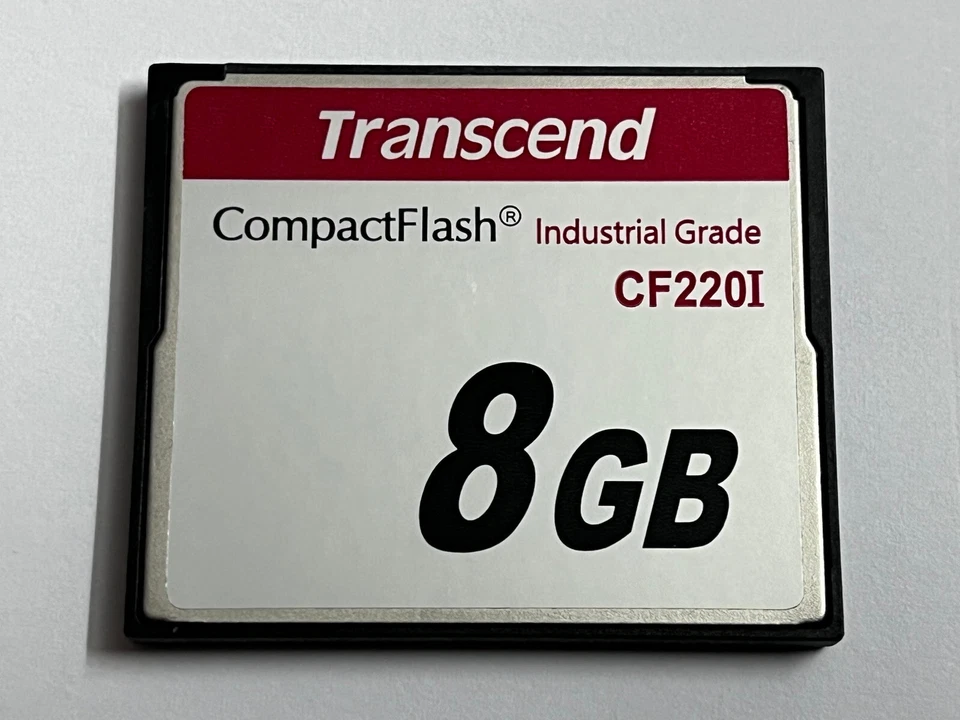 Transcend
CompactFlash® Industrial Grade
CF220I
8GB